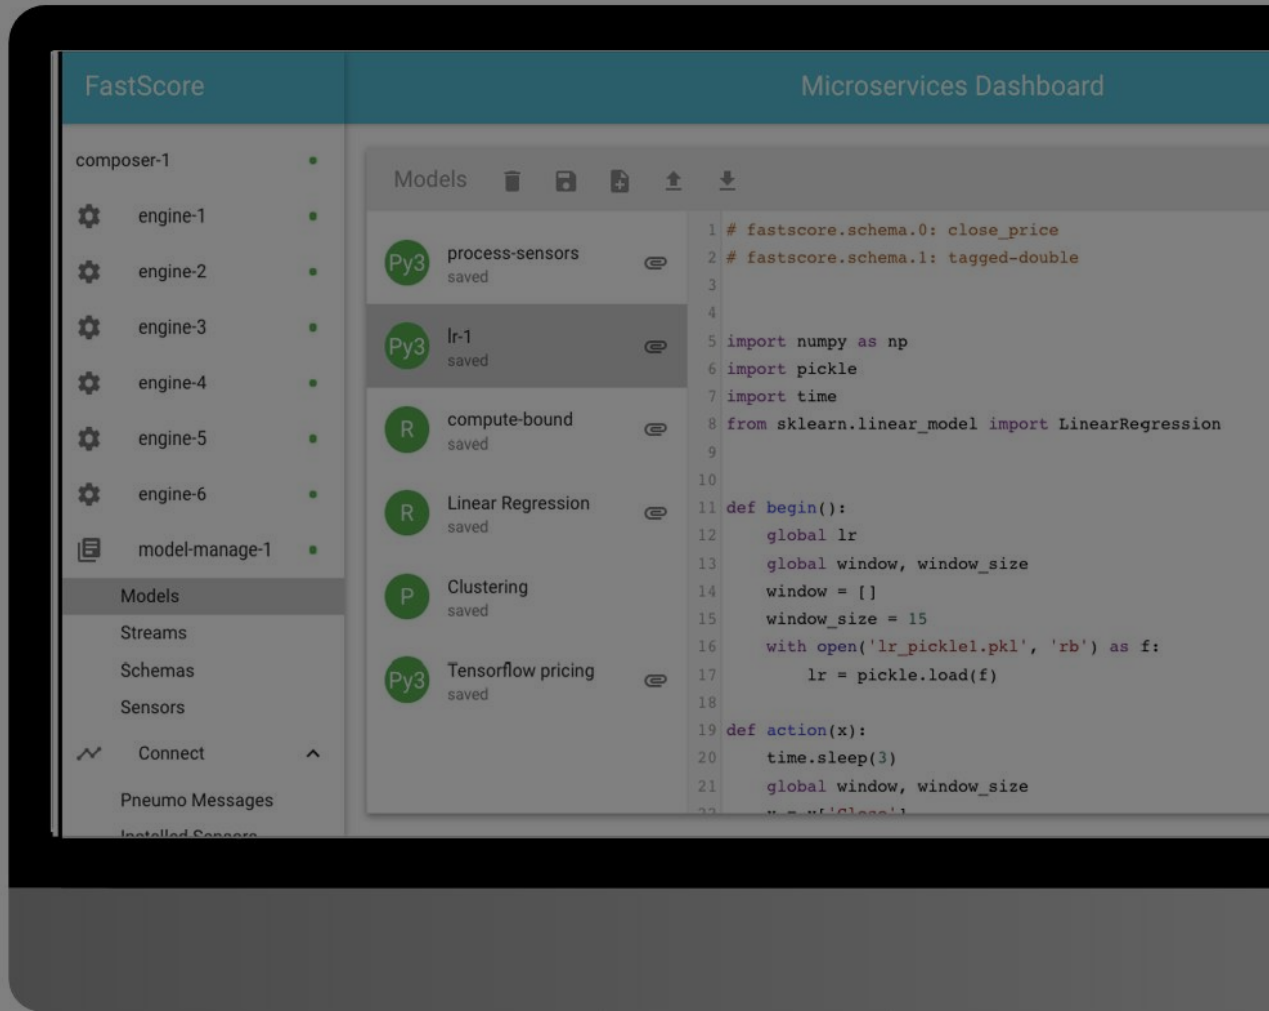 FastScore
Microservices Dashboard
composer-1
engine-1
engine-2
engine-3
engine-4
engine-5
engine-6
model-manage-1
Models
Streams
Schemas
Sensors
Connect
Pneumo Messages
Installed Sensors
Models
Py3 process-sensors
saved
Py3 lr-1
saved
R compute-bound
saved
R Linear Regression
saved
P Clustering
saved
Py3 Tensorflow pricing
saved
1 # fastscore.schema.0: close_price
2 # fastscore.schema.1: tagged-double
3
4
5 import numpy as np
6 import pickle
7 import time
8 from sklearn.linear_model import LinearRegression
9
10
11 def begin():
12     global lr
13     global window, window_size
14     window = []
15     window_size = 15
16     with open('lr_pickle1.pkl', 'rb') as f:
17         lr = pickle.load(f)
18
19 def action(x):
20     time.sleep(3)
21     global window, window_size
22     x = x['Close']